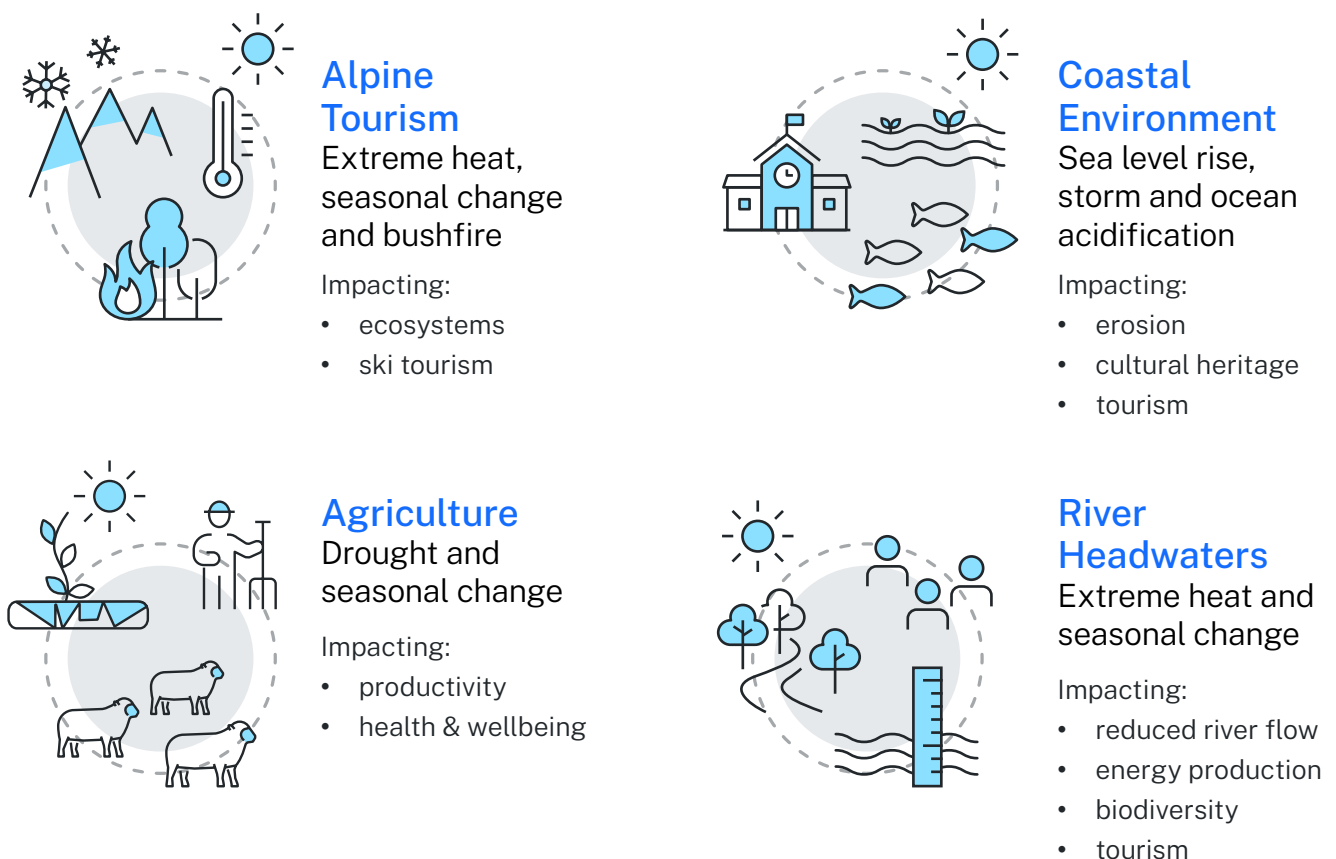 Alpine
Tourism
Extreme heat,
seasonal change
and bushfire
Impacting:
• ecosystems
• ski tourism
Coastal
Environment
Sea level rise,
storm and ocean
acidification
Impacting:
• erosion
• cultural heritage
• tourism
Agriculture
Drought and
seasonal change
Impacting:
• productivity
• health & wellbeing
River
Headwaters
Extreme heat and
seasonal change
Impacting:
• reduced river flow
• energy production
• biodiversity
• tourism